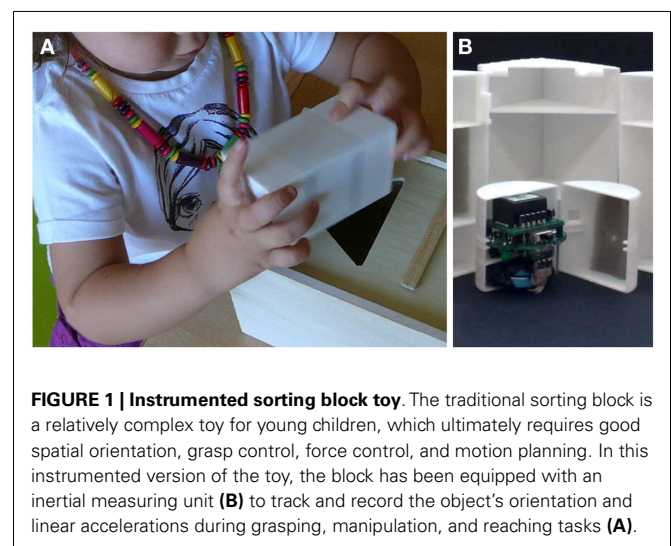 A
B
FIGURE 1 | Instrumented sorting block toy. The traditional sorting block is
a relatively complex toy for young children, which ultimately requires good
spatial orientation, grasp control, force control, and motion planning. In this
instrumented version of the toy, the block has been equipped with an
inertial measuring unit (B) to track and record the object's orientation and
linear accelerations during grasping, manipulation, and reaching tasks (A).